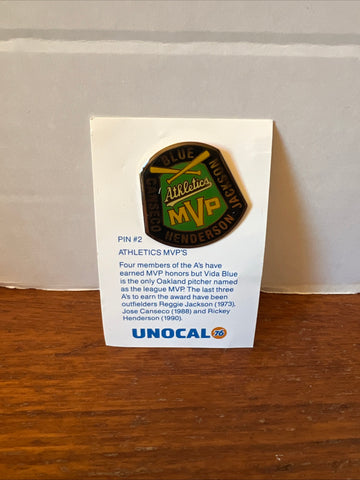 BLUE
CANSECO
JACKSON
HENDERSON
Athletics
MVP
PIN #2
ATHLETICS MVP'S
Four members of the A's have
earned MVP honors but Vida Blue
is the only Oakland pitcher named
as the league MVP. The last three
A's to earn the award have been
outfielders Reggie Jackson (1973),
Jose Canseco (1988) and Rickey
Henderson (1990).
UNOCAL 76